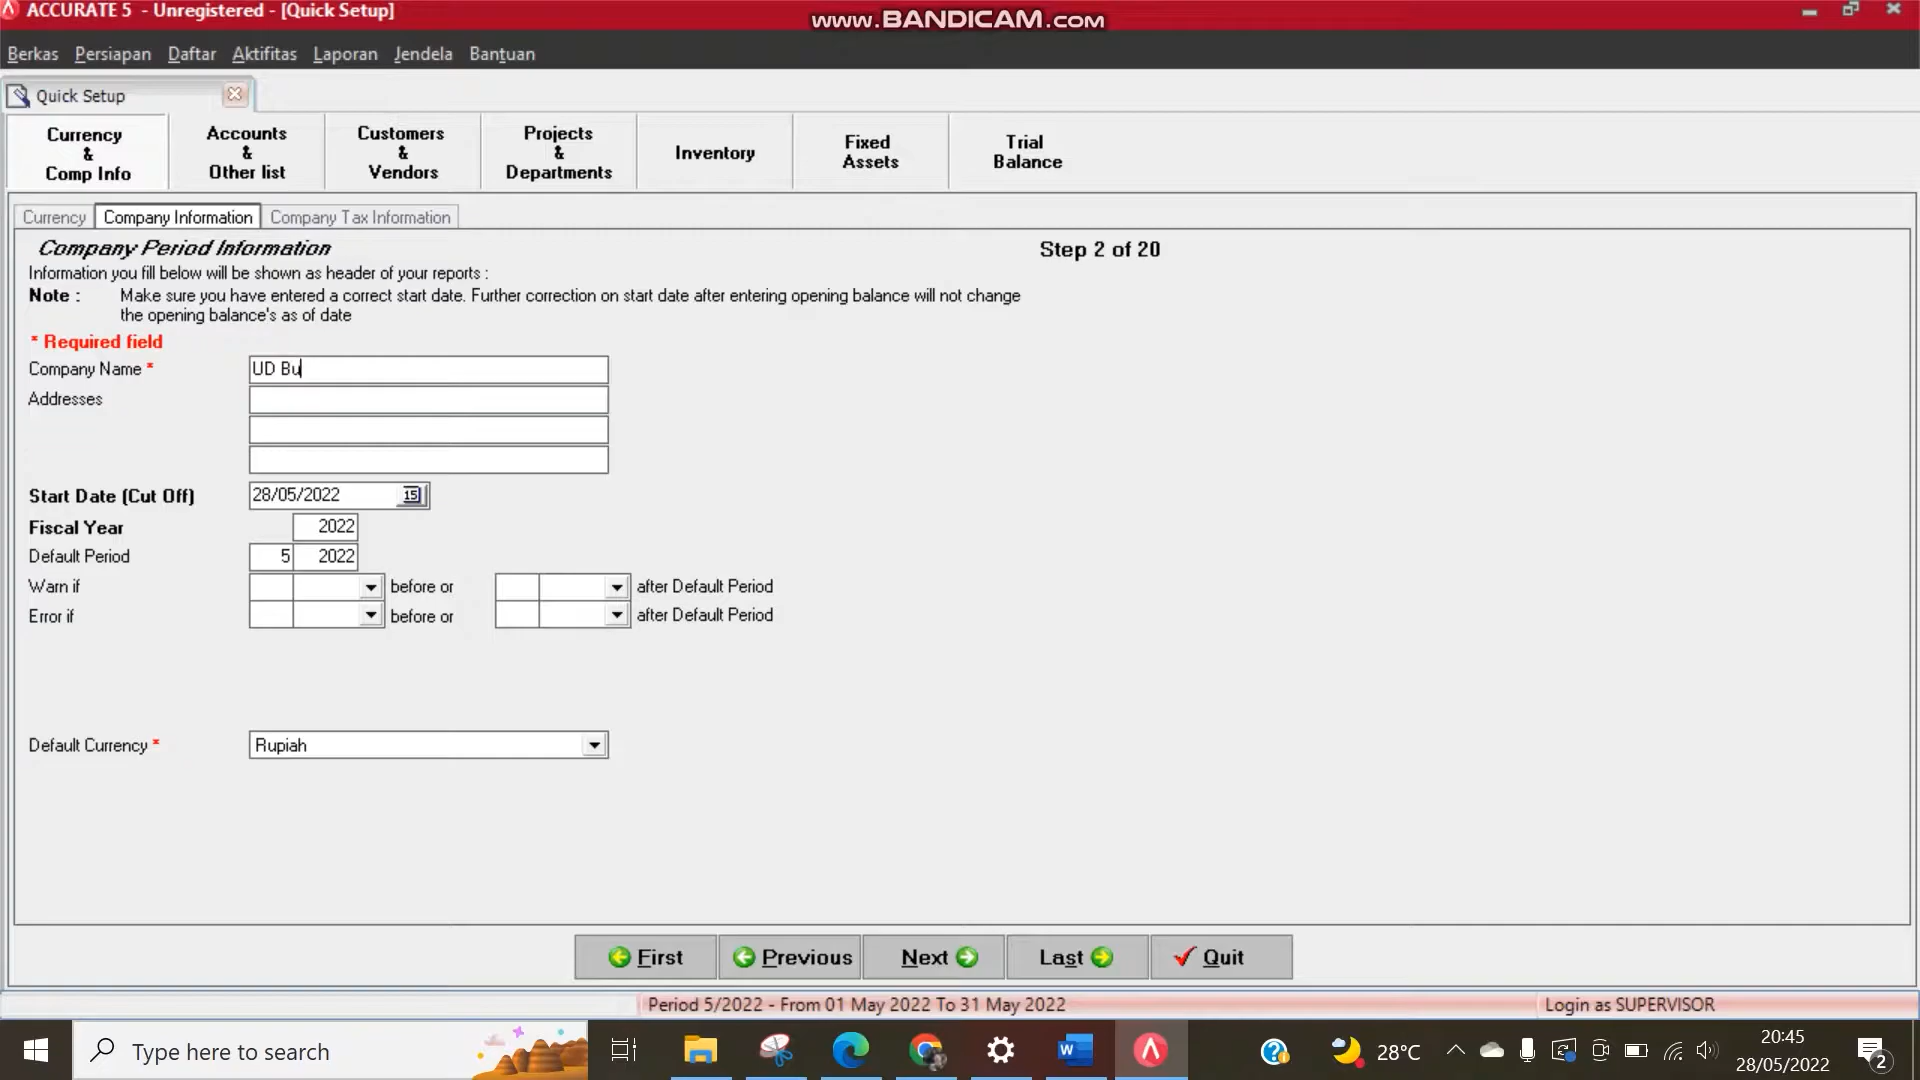 ACCURATE 5 - Unregistered - [Quick Setup]
www.BANDICAM.com
Berkas Persiapan Daftar Aktifitas Laporan Jendela Bantuan
Quick Setup
Currency & Comp Info
Accounts & Other list
Customers & Vendors
Projects & Departments
Inventory
Fixed Assets
Trial Balance
Currency Company Information Company Tax Information
Company Period Information
Step 2 of 20
Information you fill below will be shown as header of your reports :
Note : Make sure you have entered a correct start date. Further correction on start date after entering opening balance will not change
the opening balance's as of date
* Required field
Company Name * UD Bu
Addresses
Start Date (Cut Off) 28/05/2022 15
Fiscal Year 2022
Default Period 5 2022
Warn if before or after Default Period
Error if before or after Default Period
Default Currency * Rupiah
First Previous Next Last Quit
Period 5/2022 - From 01 May 2022 To 31 May 2022
Login as SUPERVISOR
Type here to search
28°C
20:45
28/05/2022
2